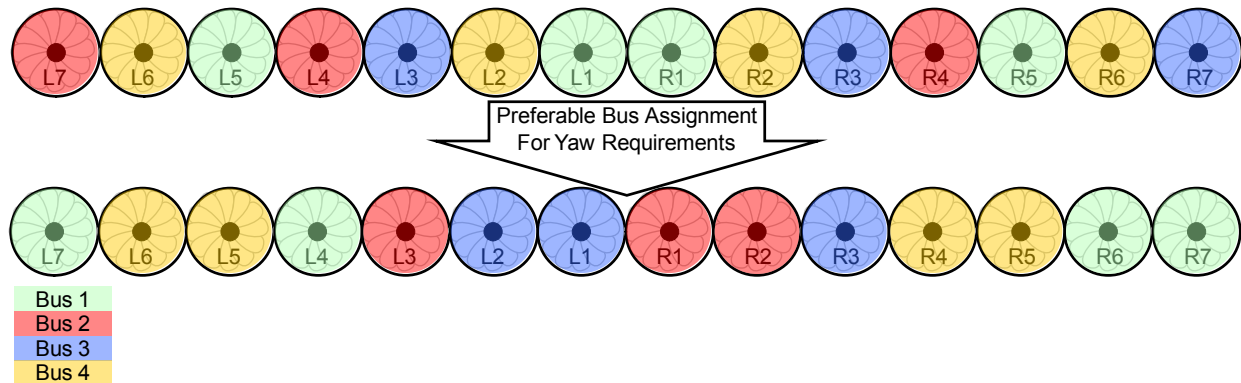 L7 L6 L5 L4 L3 L2 L1 R1 R2 R3 R4 R5 R6 R7
Preferable Bus Assignment
For Yaw Requirements
L7 L6 L5 L4 L3 L2 L1 R1 R2 R3 R4 R5 R6 R7
Bus 1
Bus 2
Bus 3
Bus 4